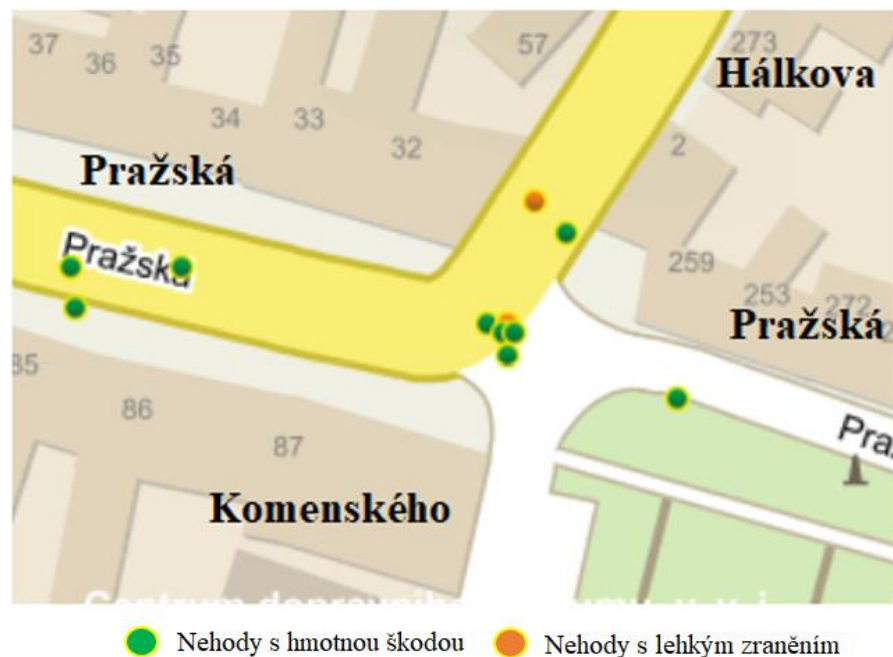 37
36
35
57
273
Hálkova
34
33
32
2
Pražská
Pražská
259
253
272
Pražská
85
86
87
Komenského
Nehody s hmotnou škodou
Nehody s lehkým zraněním